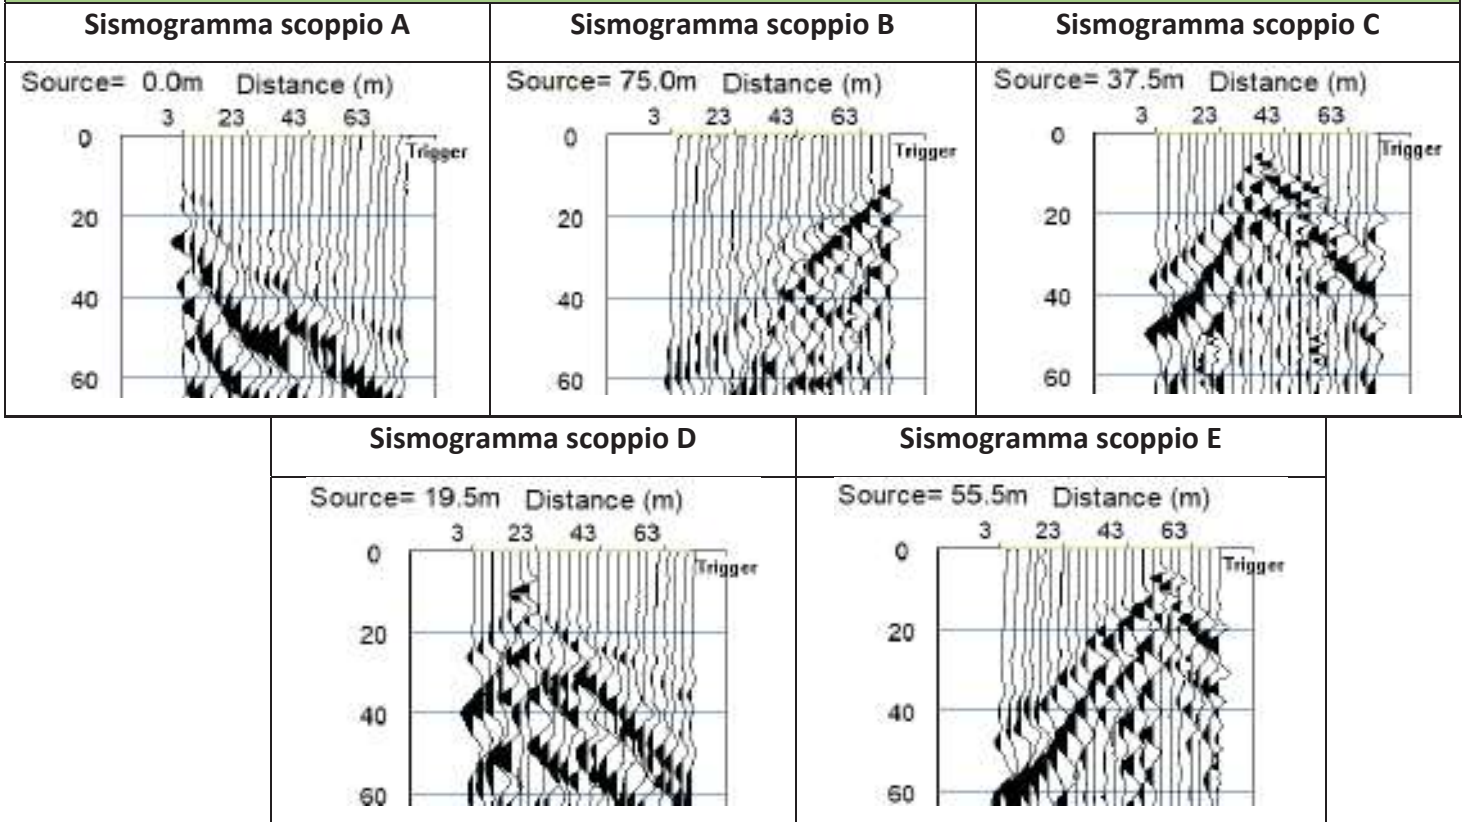 Sismogramma scoppio A
Source= 0.0m Distance (m)
3 23 43 63
0
Trigger
20
40
60
Sismogramma scoppio B
Source= 75.0m Distance (m)
3 23 43 63
0
Trigger
20
40
60
Sismogramma scoppio C
Source= 37.5m Distance (m)
3 23 43 63
0
Trigger
20
40
60
Sismogramma scoppio D
Source= 19.5m Distance (m)
3 23 43 63
0
Trigger
20
40
60
Sismogramma scoppio E
Source= 55.5m Distance (m)
3 23 43 63
0
Trigger
20
40
60